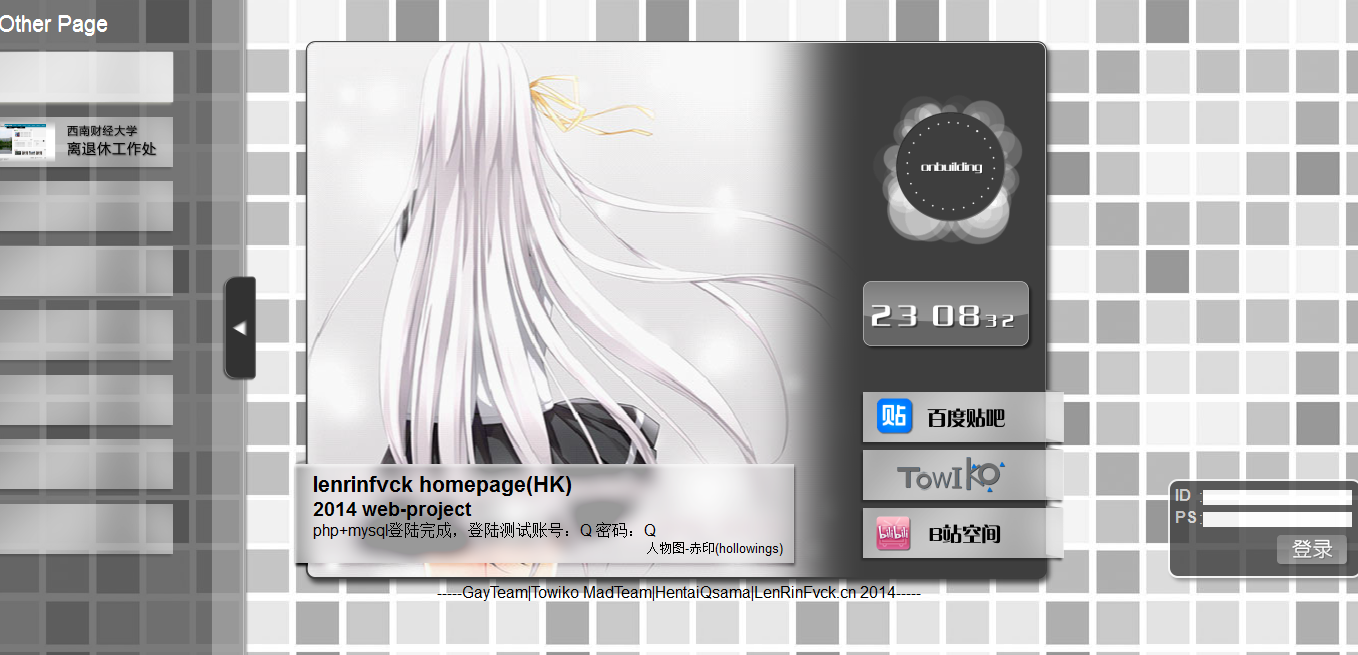 Other Page
西南财经大学
离退休工作处
onbuilding
23 08 32
贴 百度贴吧
TowIKO
bilibili B站空间
lenrinfvck homepage(HK)
2014 web-project
php+mysql登陆完成，登陆测试账号：Q 密码：Q
人物图-赤印(hollowings)
ID :
PS:
登录
-----GayTeam|Towiko MadTeam|HentaiQsama|LenRinFvck.cn 2014-----